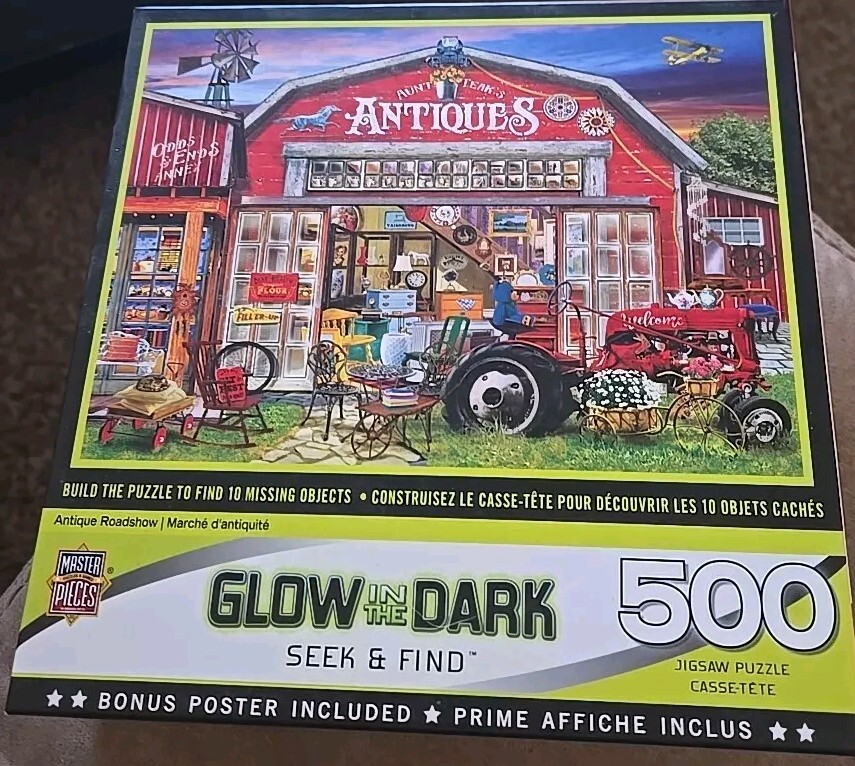 AUNT TEAK'S
ANTIQUES
ODDS
& ENDS
ANNEX
FLOUR
FILLER-UP
Welcome
BUILD THE PUZZLE TO FIND 10 MISSING OBJECTS • CONSTRUISEZ LE CASSE-TÊTE POUR DÉCOUVRIR LES 10 OBJETS CACHÉS
Antique Roadshow | Marché d'antiquité
MASTER
PIECES
®
GLOW IN THE DARK
SEEK & FIND™
500
JIGSAW PUZZLE
CASSE-TÊTE
★★ BONUS POSTER INCLUDED ★ PRIME AFFICHE INCLUS ★★